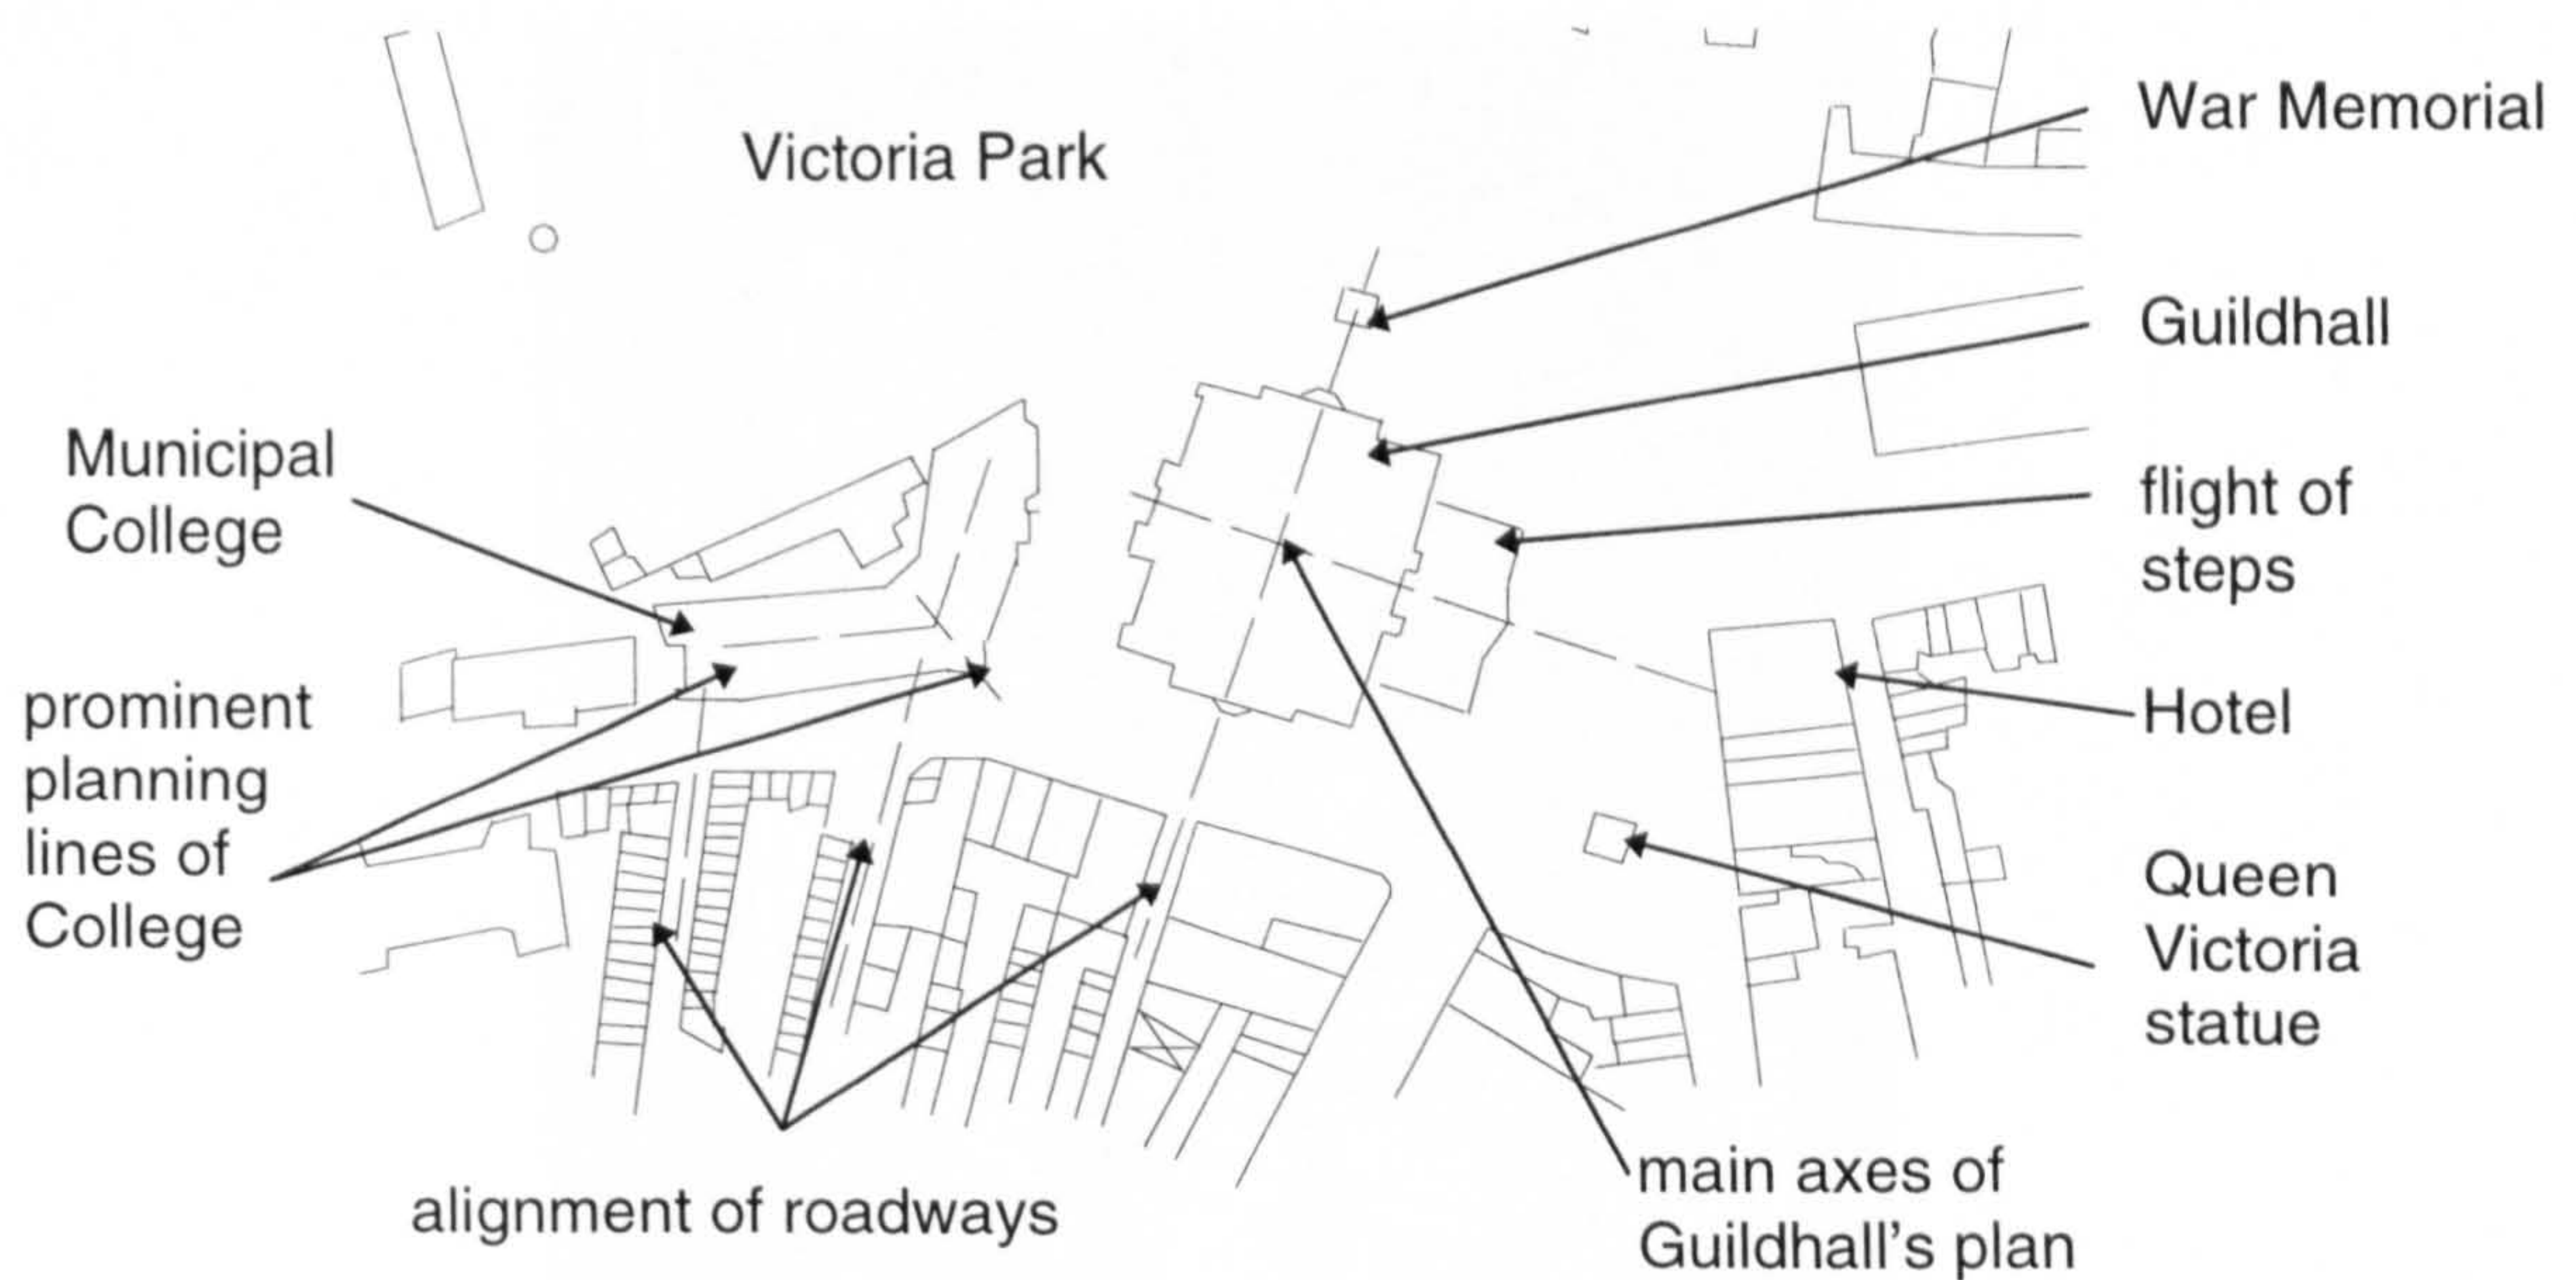 Victoria Park
War Memorial
Guildhall
flight of
steps
Hotel
Queen
Victoria
statue
main axes of
Guildhall's plan
alignment of roadways
Municipal
College
prominent
planning
lines of
College